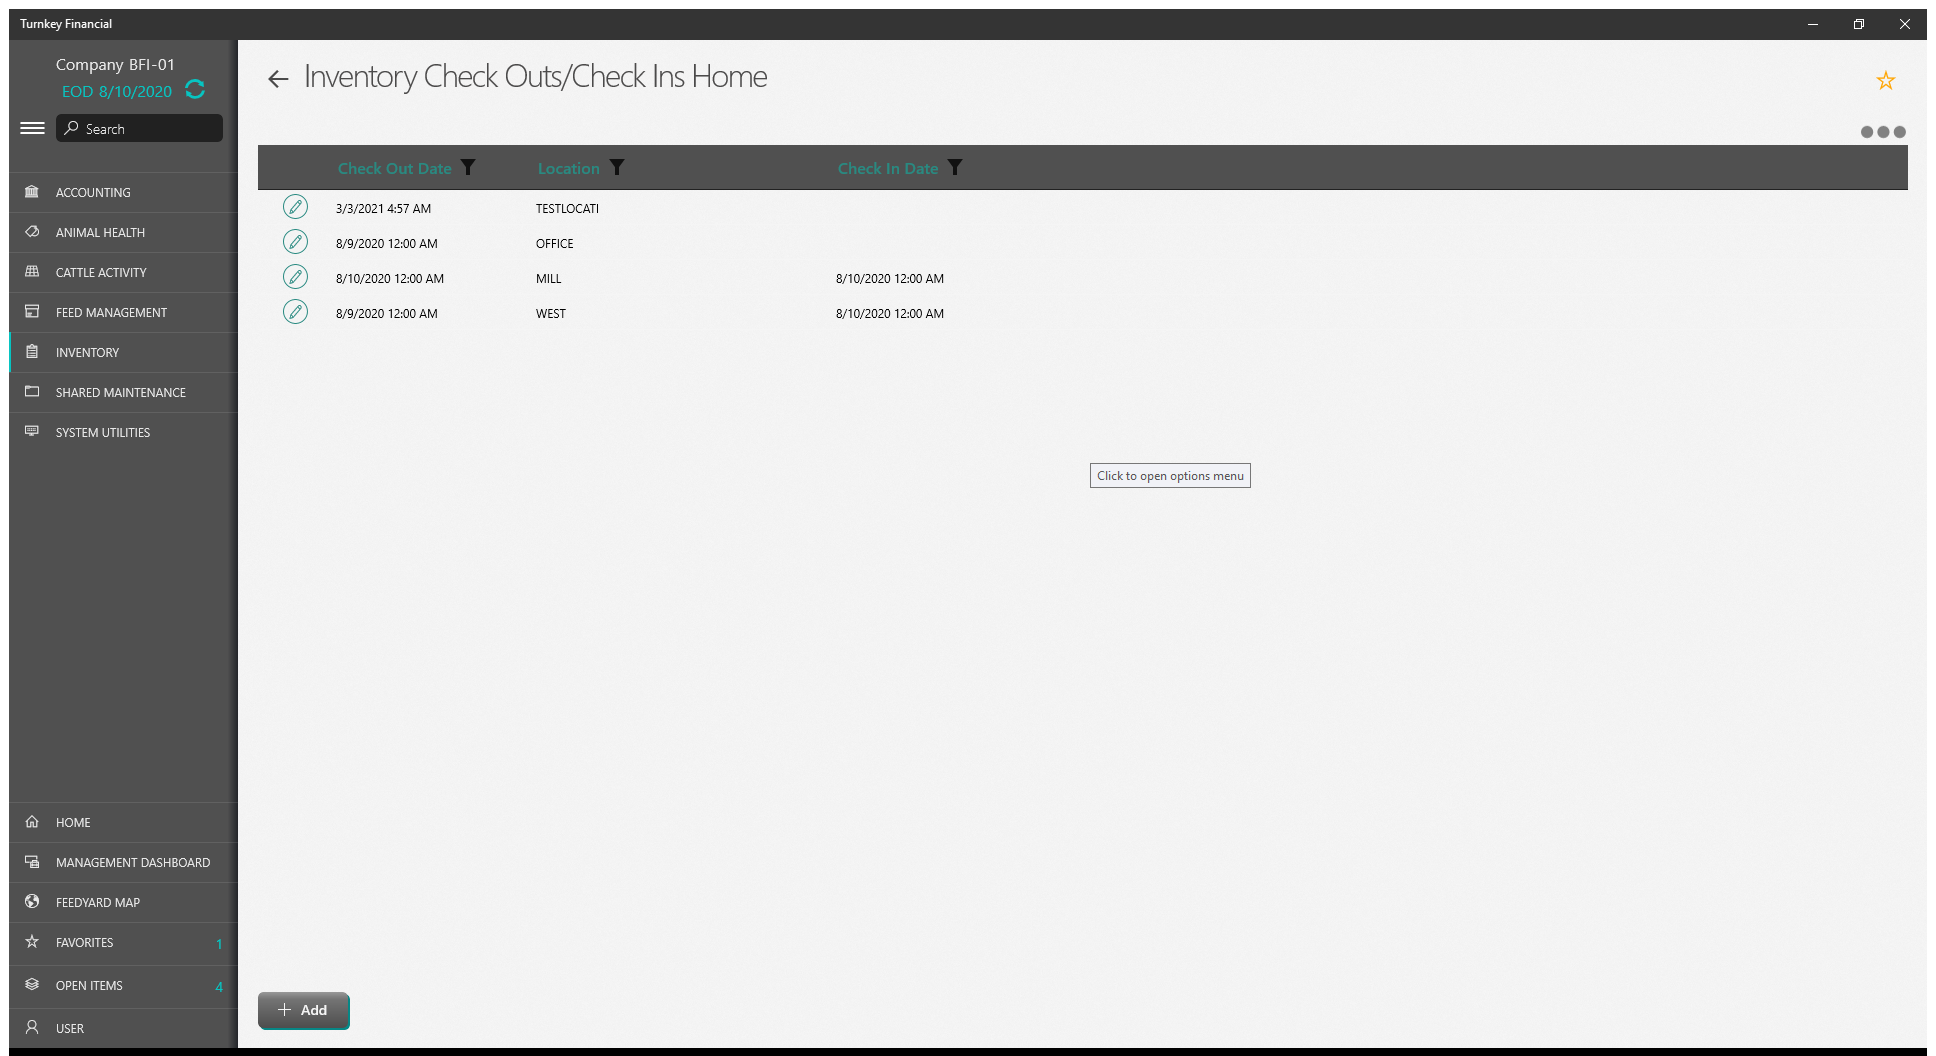 Turnkey Financial
Company BFI-01
EOD 8/10/2020
Search
ACCOUNTING
ANIMAL HEALTH
CATTLE ACTIVITY
FEED MANAGEMENT
INVENTORY
SHARED MAINTENANCE
SYSTEM UTILITIES
HOME
MANAGEMENT DASHBOARD
FEEDYARD MAP
FAVORITES 1
OPEN ITEMS 4
USER
Inventory Check Outs/Check Ins Home
Check Out Date Location Check In Date
3/3/2021 4:57 AM TESTLOCATI
8/9/2020 12:00 AM OFFICE
8/10/2020 12:00 AM MILL 8/10/2020 12:00 AM
8/9/2020 12:00 AM WEST 8/10/2020 12:00 AM
Click to open options menu
Add